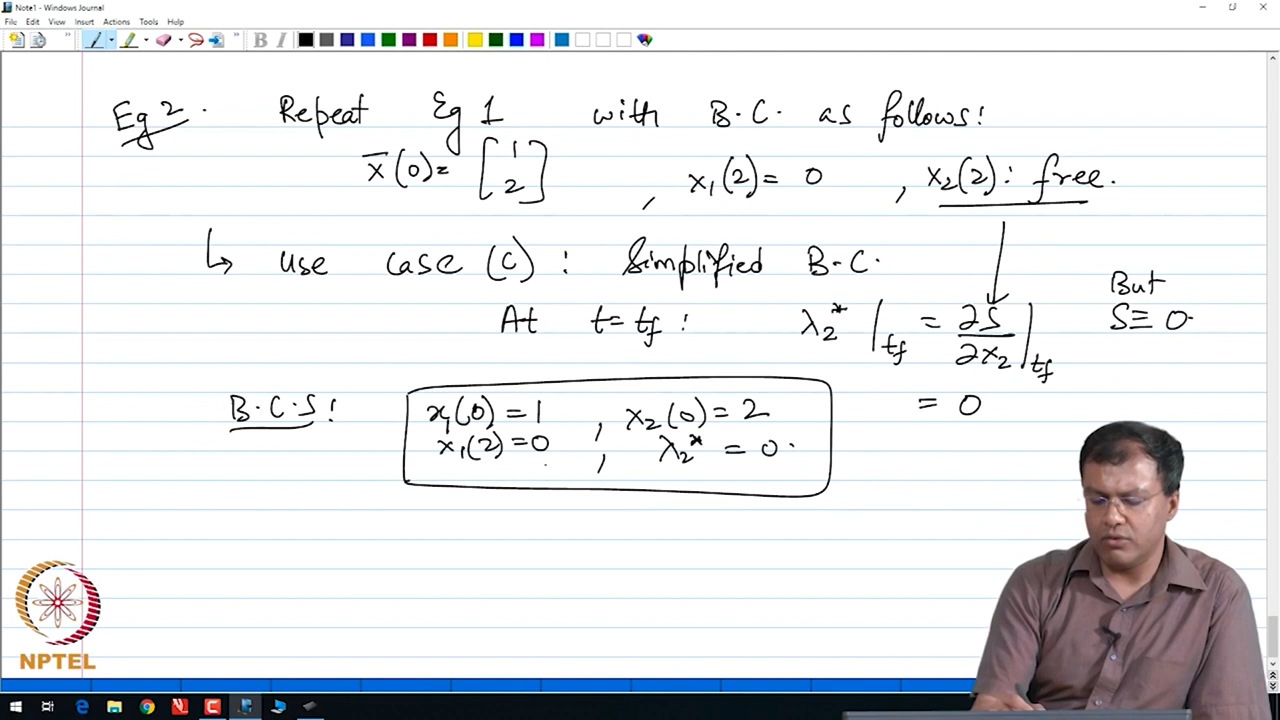 Note1 - Windows Journal
File Edit View Insert Actions Tools Help
B I
Eg 2. Repeat Eg 1 with B.C. as follows!
x̄(0)= [1 2], x₁(2)= 0, x₂(2): free.
↳ use case (c): Simplified B.C.
At t=tf: λ₂*|tf = ∂S/∂x₂|tf But S≡0.
= 0
B.C.S! x₁(0)=1, x₂(0)=2
x₁(2)=0, λ₂* = 0.
NPTEL